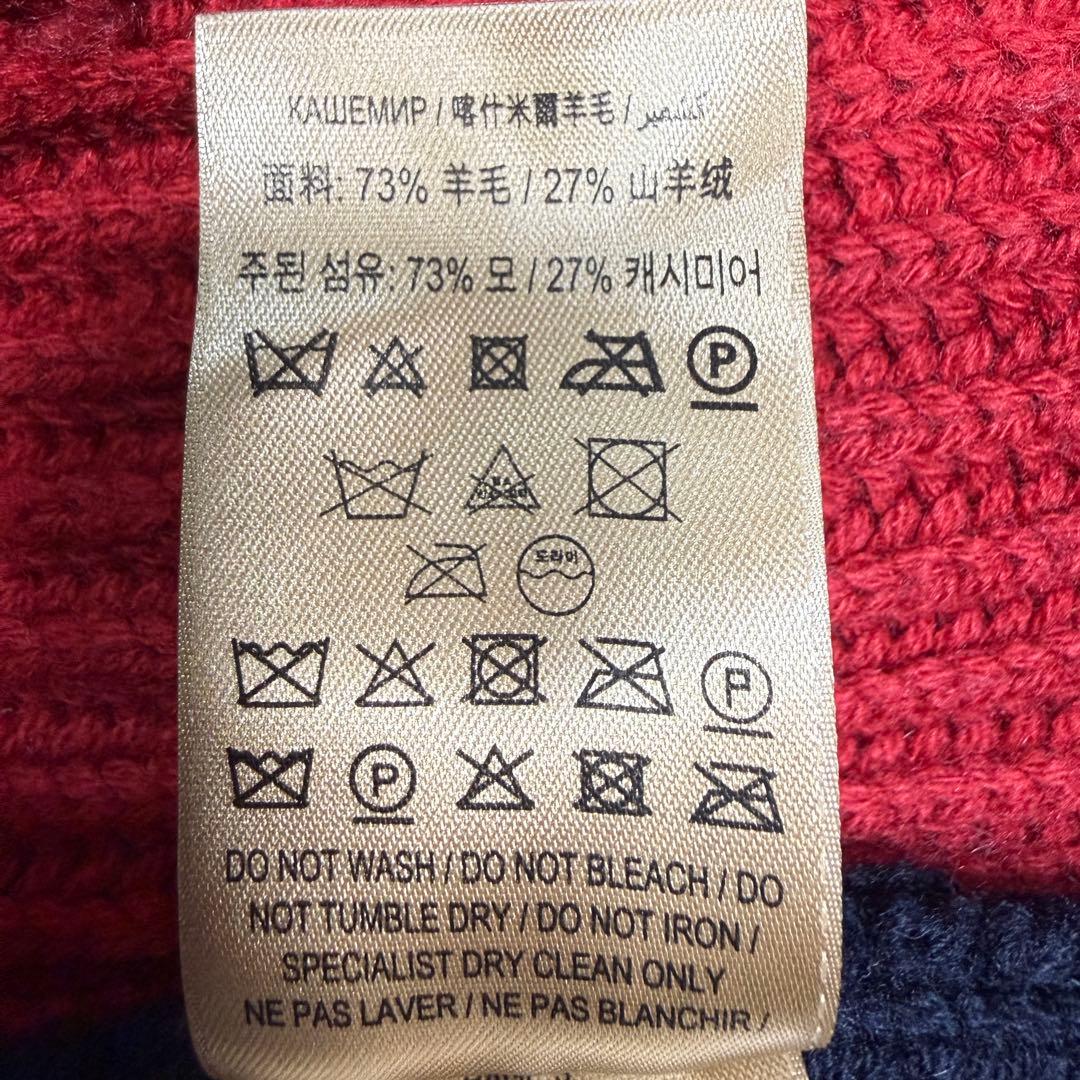 КАШЕМИР / 喀什米爾羊毛 / كشمير
面料: 73% 羊毛 / 27% 山羊绒
주된 섬유: 73% 모 / 27% 캐시미어
P
드라이
P
P
DO NOT WASH / DO NOT BLEACH / DO
NOT TUMBLE DRY / DO NOT IRON /
SPECIALIST DRY CLEAN ONLY
NE PAS LAVER / NE PAS BLANCHIR /